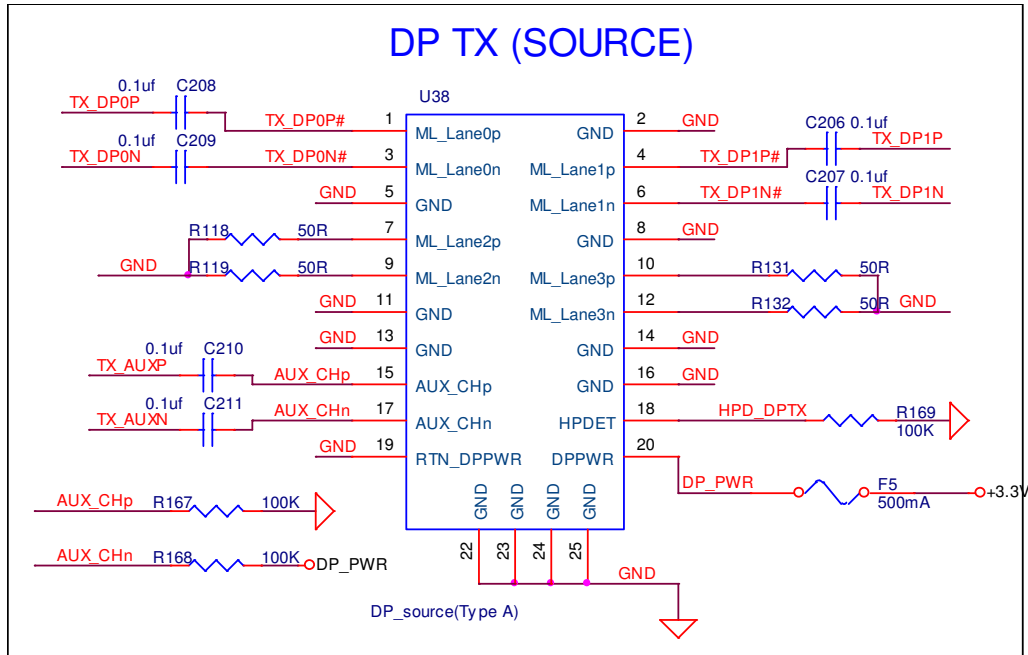 DP TX (SOURCE)
0.1uf C208
U38
TX_DP0P
TX_DP0P# 1 ML_Lane0p GND 2 GND
C206 0.1uf
TX_DP1P
0.1uf C209
TX_DP0N TX_DP0N# 3 ML_Lane0n ML_Lane1p 4 TX_DP1P#
C207 0.1uf
GND 5 GND ML_Lane1n 6 TX_DP1N# TX_DP1N
R118 50R 7 ML_Lane2p GND 8 GND
GND R119 50R 9 ML_Lane2n ML_Lane3p 10 R131 50R
GND 11 GND ML_Lane3n 12 R132 50R GND
GND 13 GND GND 14 GND
0.1uf C210
TX_AUXP AUX_CHp 15 AUX_CHp GND 16 GND
0.1uf C211
TX_AUXN AUX_CHn 17 AUX_CHn HPDET 18 HPD_DPTX R169
100K
GND 19 RTN_DPPWR DPPWR 20
DP_PWR F5 +3.3V
500mA
AUX_CHp R167 100K
GND GND GND GND
22 23 24 25
AUX_CHn R168 100K DP_PWR
GND
DP_source(Type A)